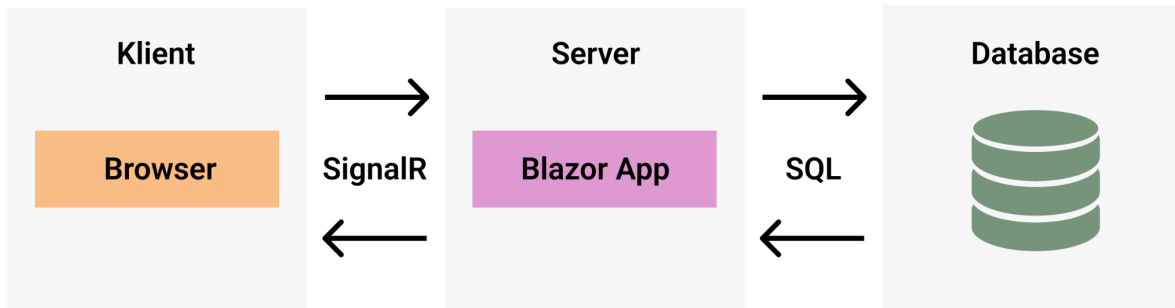 Klient
Server
Database
Browser
SignalR
Blazor App
SQL